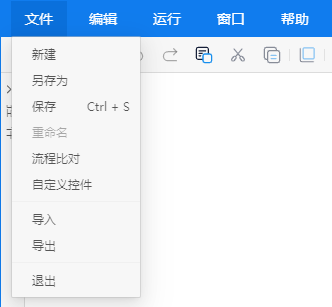 文件 编辑 运行 窗口 帮助
新建
另存为
保存 Ctrl + S
重命名
流程比对
自定义控件
导入
导出
退出